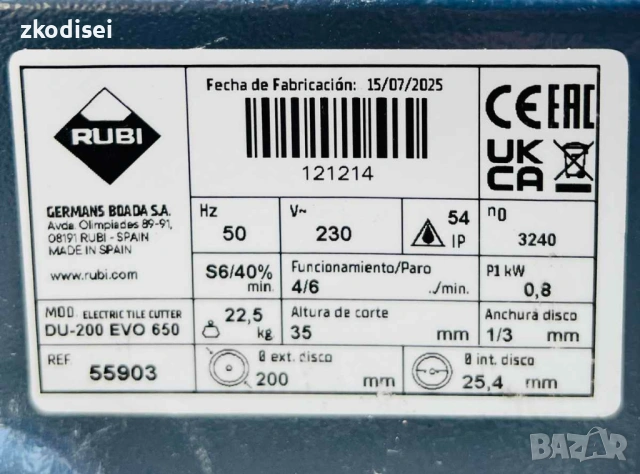 zkodisei
RUBI
GERMANS BOADA S.A.
Avda. Olimpiades 89-91,
08191 RUBI - SPAIN
MADE IN SPAIN
www.rubi.com
MOD. ELECTRIC TILE CUTTER
DU-200 EVO 650
REF. 55903
Fecha de Fabricación: 15/07/2025
121214
CE EAC
UK
CA
Hz
50
V~
230
54
IP
n0
3240
S6/40%
min.
Funcionamiento/Paro
4/6 ../min.
P1 kW
0,8
22,5
kg
Altura de corte
35 mm
Anchura disco
1/3 mm
Ø ext. disco
200 mm
Ø int. disco
25,4 mm
BAZAR